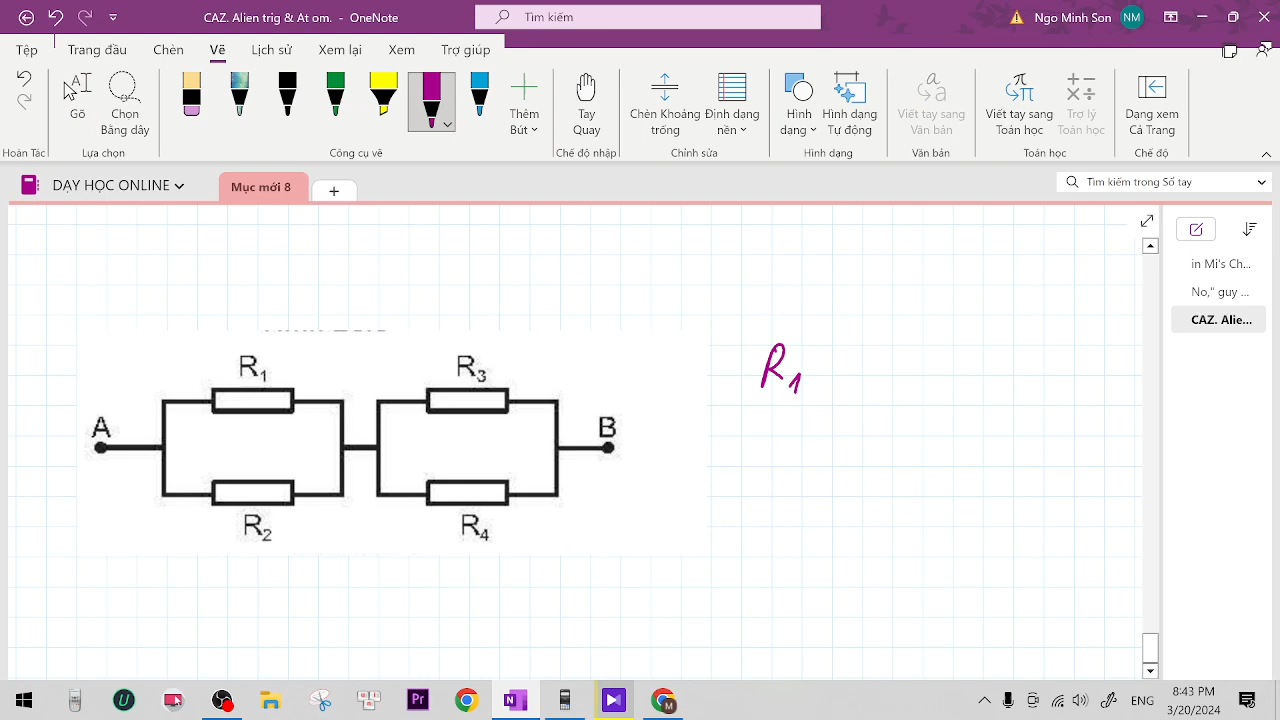 CAZ. Alien trg & At om. - OneNote
Tìm kiếm
Ngo Minh Son
NM
Tệp Trang đầu Chèn Vẽ Lịch sử Xem lại Xem Trợ giúp
Gõ
Chọn Bằng dây
Thêm Bút
Tay Quay
Chèn Khoảng trống
Định dạng nền
Hình dạng
Hình dạng Tự động
Viết tay sang Văn bản
Viết tay sang Toán học
Trợ lý Toán học
Dạng xem Cả Trang
Hoàn Tác Lựa chọn Công cụ vẽ Chế độ nhập Chỉnh sửa Hình dạng Văn bản Toán học Chế độ
DẠY HỌC ONLINE
Mục mới 8
+
Tìm kiếm trong Sổ tay
in Mi's Ch...
No," guy ...
CAZ. Alie...
R1
R3
R1
A
B
R2
R4
ENG
8:43 PM
3/20/2024